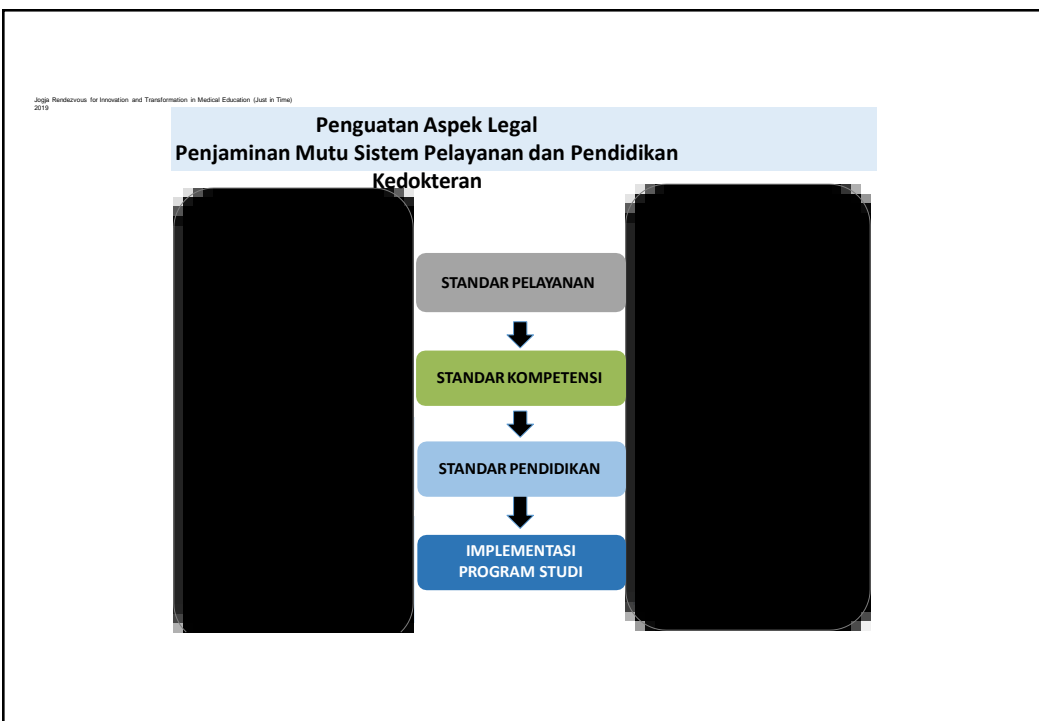 Jogja Rendezvous for Innovation and Transformation in Medical Education (Just in Time)
2019
Penguatan Aspek Legal
Penjaminan Mutu Sistem Pelayanan dan Pendidikan
Kedokteran
STANDAR PELAYANAN
STANDAR KOMPETENSI
STANDAR PENDIDIKAN
IMPLEMENTASI
PROGRAM STUDI